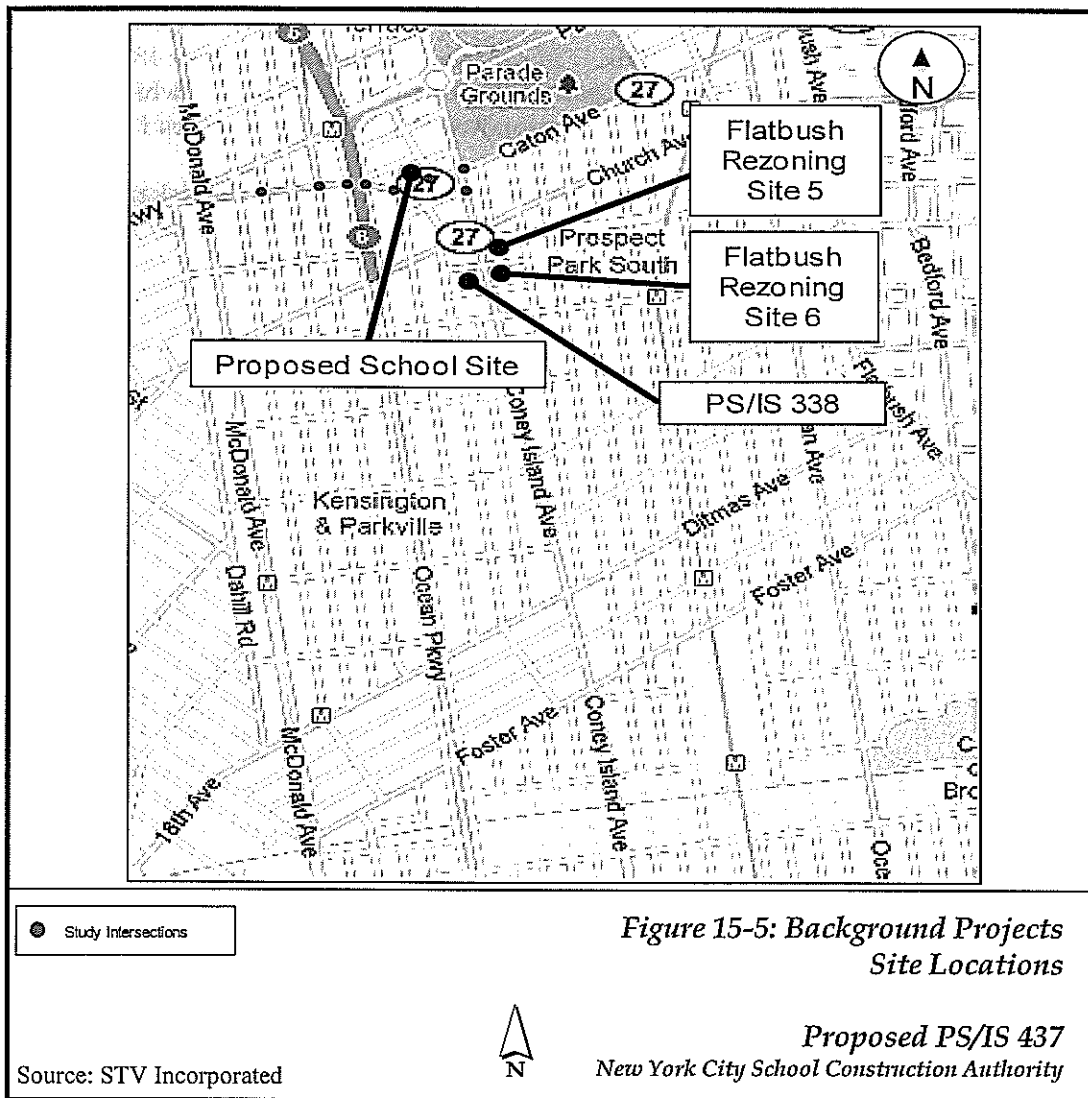 Terrace
Parade
Grounds
27
N
Caton Ave
Church Ave
McDonald Ave
27
27
8
Flatbush
Rezoning
Site 5
Prospect
Park South
Flatbush
Rezoning
Site 6
Bedford Ave
Proposed School Site
PS/IS 338
Coney Island Ave
McDonald Ave
Kensington
& Parkville
Ditmas Ave
Foster Ave
Dahill Rd
Ocean Pkwy
Foster Ave
Coney Island Ave
McDonald Ave
18th Ave
Study Intersections
Figure 15-5: Background Projects
Site Locations
N
Proposed PS/IS 437
New York City School Construction Authority
Source: STV Incorporated